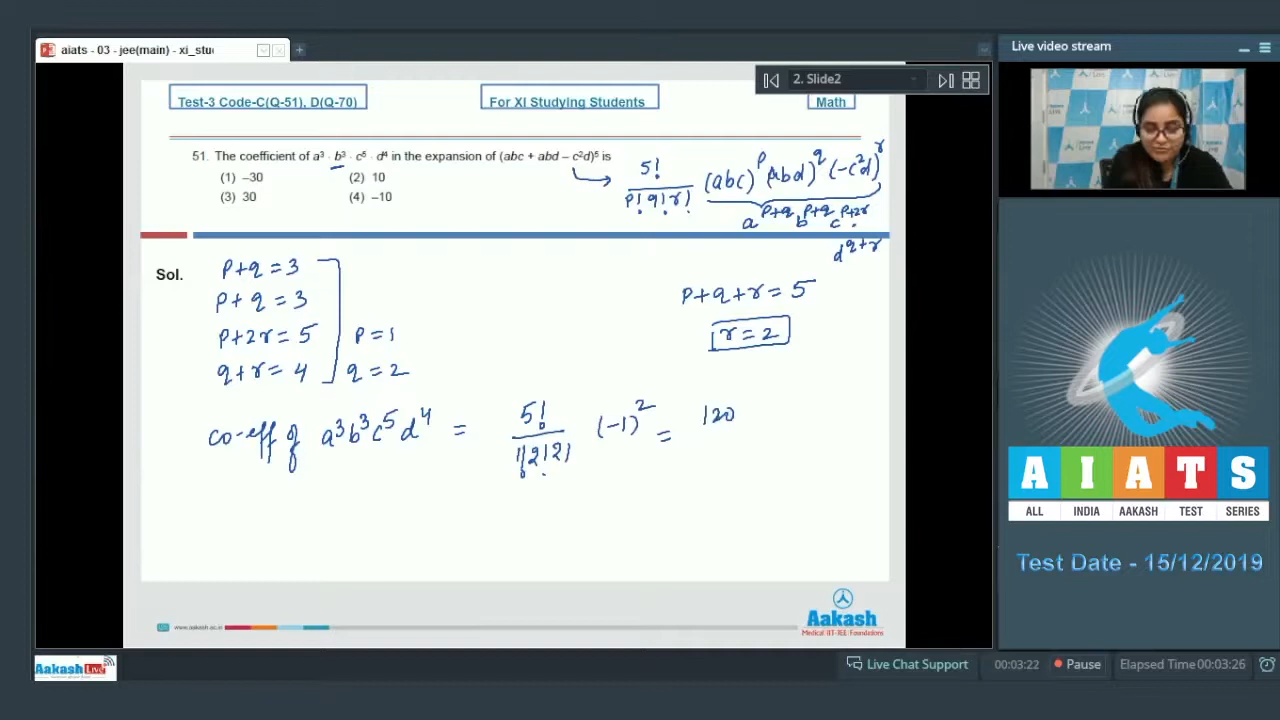 aiats - 03 - jee(main) - xi_stu
Live video stream
2. Slide2
Test-3 Code-C(Q-51), D(Q-70)
For XI Studying Students
Math
51. The coefficient of a³ · b³ · c⁵ · d⁴ in the expansion of (abc + abd – c²d)⁵ is
(1) –30 (2) 10
(3) 30 (4) –10
5! / p! q! r! (abc)^p (abd)^q (-c²d)^r
a^p+q b^p+q c^p+2r
d^q+r
Sol.
p+q = 3
p+q = 3
p+2r = 5 p = 1
q+r = 4 q = 2
p+q+r = 5
r = 2
co-eff of a³b³c⁵d⁴ = 5! / 1!2!2! (-1)² = 120
www.aakash.ac.in
Aakash
Medical|IIT-JEE|Foundations
A I A T S
ALL INDIA AAKASH TEST SERIES
Test Date - 15/12/2019
Aakash Live
Live Chat Support
00:03:22
Pause
Elapsed Time 00:03:26